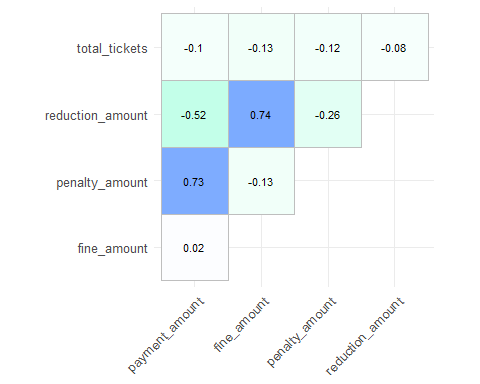 total_tickets -0.1 -0.13 -0.12 -0.08
reduction_amount -0.52 0.74 -0.26
penalty_amount 0.73 -0.13
fine_amount 0.02
payment_amount fine_amount penalty_amount reduction_amount